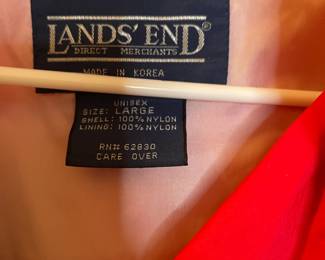 LANDS' END®
DIRECT MERCHANTS
MADE IN KOREA
UNISEX
SIZE: LARGE
SHELL: 100% NYLON
LINING: 100% NYLON
RN# 62830
CARE OVER